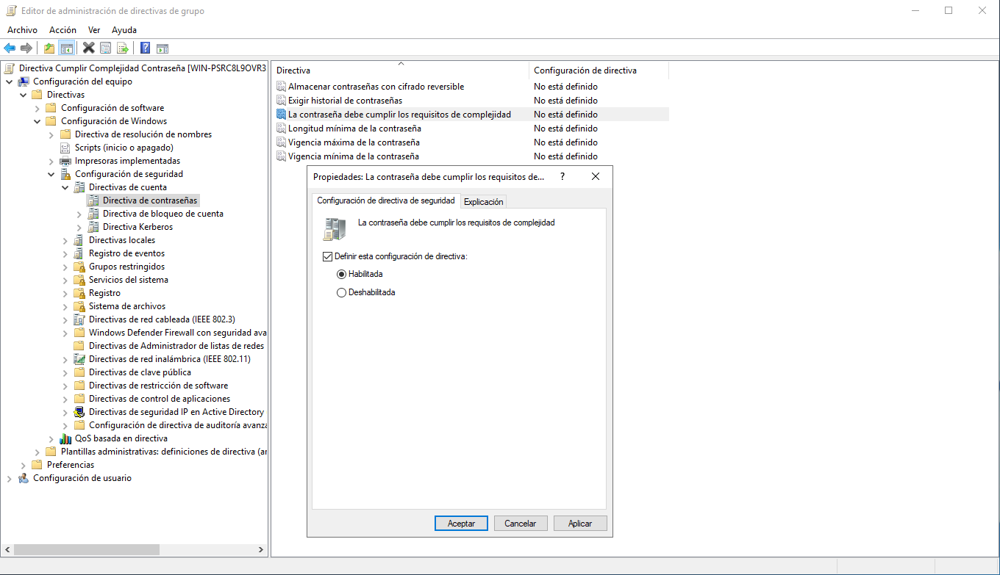 Editor de administración de directivas de grupo
Archivo Acción Ver Ayuda
Directiva Cumplir Complejidad Contraseña [WIN-PSRC8L9OVR3
Configuración del equipo
Directivas
Configuración de software
Configuración de Windows
Directiva de resolución de nombres
Scripts (inicio o apagado)
Impresoras implementadas
Configuración de seguridad
Directivas de cuenta
Directiva de contraseñas
Directiva de bloqueo de cuenta
Directiva Kerberos
Directivas locales
Registro de eventos
Grupos restringidos
Servicios del sistema
Registro
Sistema de archivos
Directivas de red cableada (IEEE 802.3)
Windows Defender Firewall con seguridad ava
Directivas de Administrador de listas de redes
Directivas de red inalámbrica (IEEE 802.11)
Directivas de clave pública
Directivas de restricción de software
Directivas de control de aplicaciones
Directivas de seguridad IP en Active Directory
Configuración de directiva de auditoría avanza
QoS basada en directiva
Plantillas administrativas: definiciones de directiva (ar
Preferencias
Configuración de usuario
Directiva Configuración de directiva
Almacenar contraseñas con cifrado reversible No está definido
Exigir historial de contraseñas No está definido
La contraseña debe cumplir los requisitos de complejidad No está definido
Longitud mínima de la contraseña No está definido
Vigencia máxima de la contraseña No está definido
Vigencia mínima de la contraseña No está definido
Propiedades: La contraseña debe cumplir los requisitos de... ?
Configuración de directiva de seguridad Explicación
La contraseña debe cumplir los requisitos de complejidad
Definir esta configuración de directiva:
Habilitada
Deshabilitada
Aceptar Cancelar Aplicar